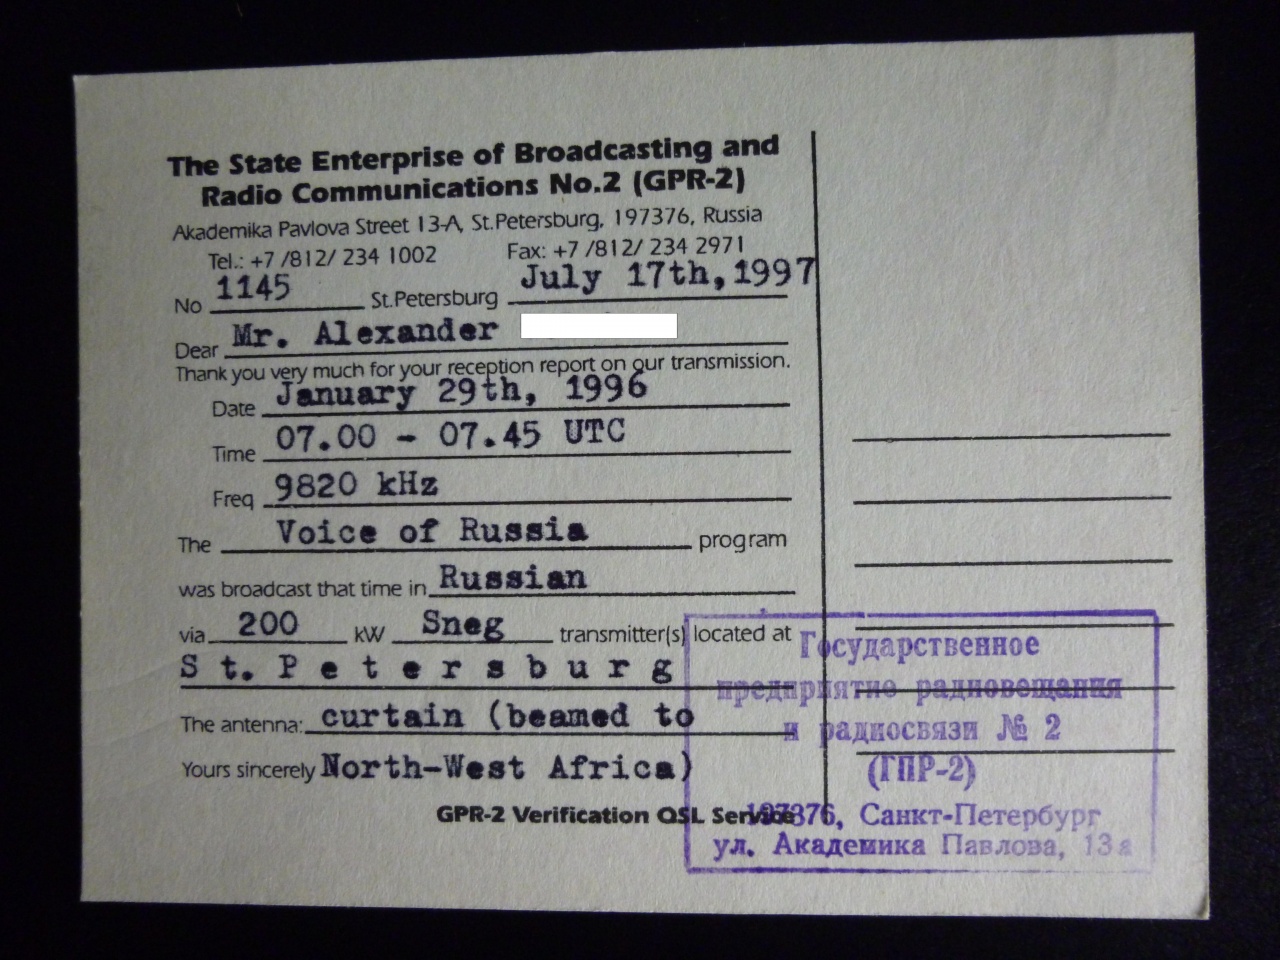 The State Enterprise of Broadcasting and
Radio Communications No.2 (GPR-2)
Akademika Pavlova Street 13-A, St.Petersburg, 197376, Russia
Tel.: +7 /812/ 234 1002 Fax: +7 /812/ 234 2971
No 1145 St.Petersburg July 17th,1997
Dear Mr. Alexander
Thank you very much for your reception report on our transmission.
Date January 29th, 1996
Time 07.00 - 07.45 UTC
Freq 9820 kHz
The Voice of Russia program
was broadcast that time in Russian
via 200 kW Sneg transmitter(s) located at
St. Petersburg
The antenna: curtain (beamed to
Yours sincerely North-West Africa)
GPR-2 Verification QSL Service
Государственное
предприятие радиовещания
и радиосвязи № 2
(ГПР-2)
197376, Санкт-Петербург
ул. Академика Павлова, 13а